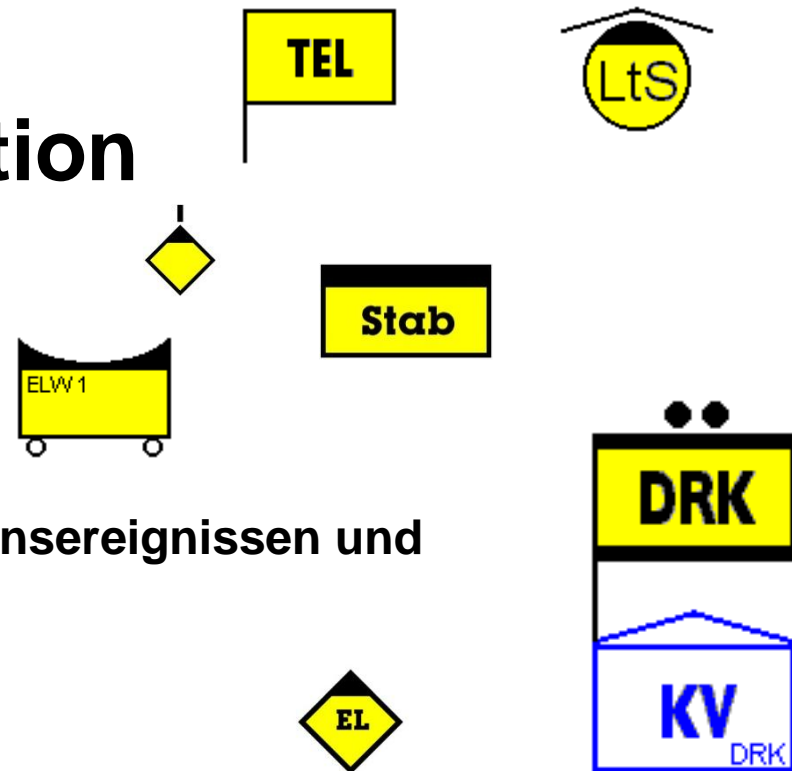 TEL
LtS
tion
Stab
ELW 1
DRK
nsereignissen und
KV
EL
DRK